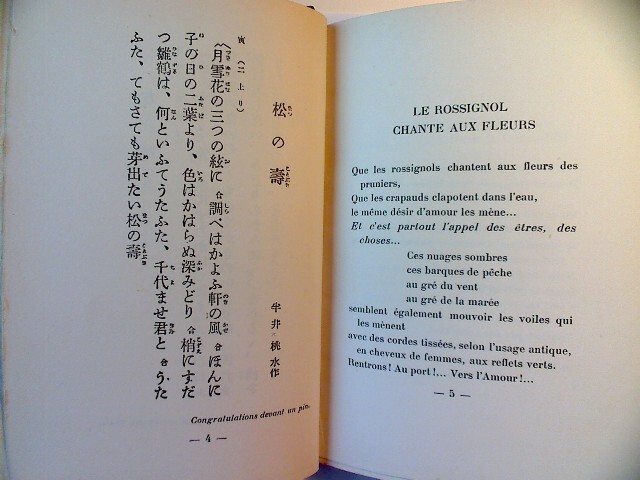 寅(二上り)
松の壽
半井桃水作
〽月雪花の三つの絃に 合 調べはかよふ軒の風 合 ほんに
子の日の二葉より、色はかはらぬ深みどり 合 梢にすだ
つ雛鶴は、何といふてうたふた、千代ませ君と 合 うた
ふた、てもさても芽出たい松の壽
Congratulations devant un pin.
— 4 —
LE ROSSIGNOL
CHANTE AUX FLEURS
Que les rossignols chantent aux fleurs des
pruniers,
Que les crapauds clapotent dans l'eau,
le même désir d'amour les mène...
Et c'est partout l'appel des êtres, des
choses...
Ces nuages sombres
ces barques de pêche
au gré du vent
au gré de la marée
semblent également mouvoir les voiles qui
les mènent
avec des cordes tissées, selon l'usage antique,
en cheveux de femmes, aux reflets verts.
Rentrons! Au port!... Vers l'Amour!...
— 5 —